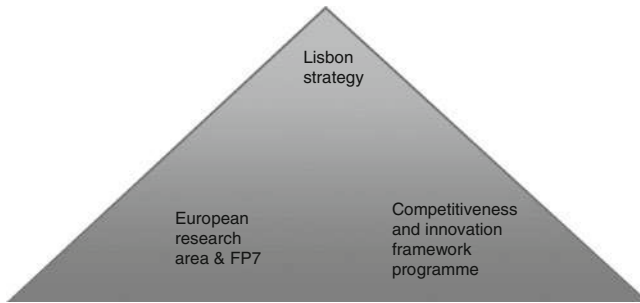 Lisbon
strategy
European
research
area & FP7
Competitiveness
and innovation
framework
programme